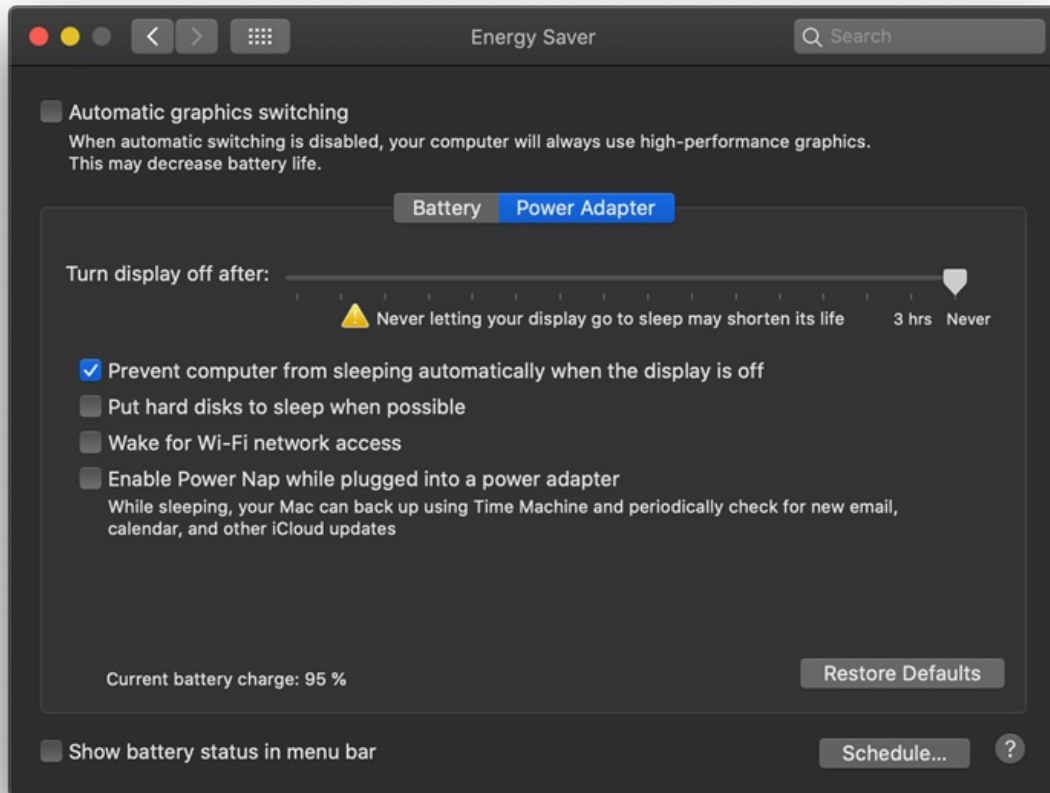 Energy Saver
Search
Automatic graphics switching
When automatic switching is disabled, your computer will always use high-performance graphics.
This may decrease battery life.
Battery
Power Adapter
Turn display off after:
Never letting your display go to sleep may shorten its life
3 hrs
Never
Prevent computer from sleeping automatically when the display is off
Put hard disks to sleep when possible
Wake for Wi-Fi network access
Enable Power Nap while plugged into a power adapter
While sleeping, your Mac can back up using Time Machine and periodically check for new email,
calendar, and other iCloud updates
Current battery charge: 95 %
Restore Defaults
Show battery status in menu bar
Schedule...
?